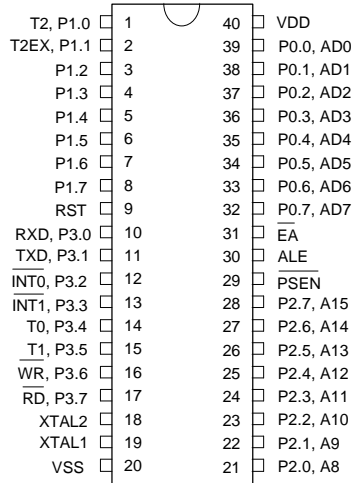 T2, P1.0 1 40 VDD
T2EX, P1.1 2 39 P0.0, AD0
P1.2 3 38 P0.1, AD1
P1.3 4 37 P0.2, AD2
P1.4 5 36 P0.3, AD3
P1.5 6 35 P0.4, AD4
P1.6 7 34 P0.5, AD5
P1.7 8 33 P0.6, AD6
RST 9 32 P0.7, AD7
RXD, P3.0 10 31 EA
TXD, P3.1 11 30 ALE
INT0, P3.2 12 29 PSEN
INT1, P3.3 13 28 P2.7, A15
T0, P3.4 14 27 P2.6, A14
T1, P3.5 15 26 P2.5, A13
WR, P3.6 16 25 P2.4, A12
RD, P3.7 17 24 P2.3, A11
XTAL2 18 23 P2.2, A10
XTAL1 19 22 P2.1, A9
VSS 20 21 P2.0, A8